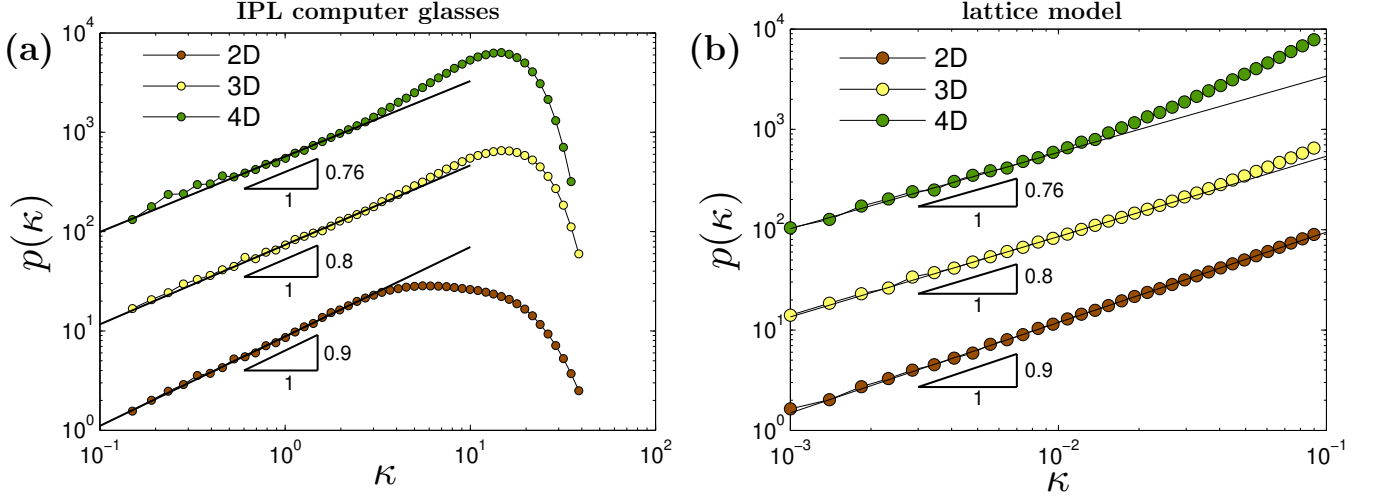 IPL computer glasses
(a)
2D
3D
4D
p(κ)
10^4
10^3
10^2
10^1
10^0
0.76
1
0.8
1
0.9
1
10^-1
10^0
10^1
10^2
κ
lattice model
(b)
2D
3D
4D
p(κ)
10^4
10^3
10^2
10^1
10^0
0.76
1
0.8
1
0.9
1
10^-3
10^-2
10^-1
κ